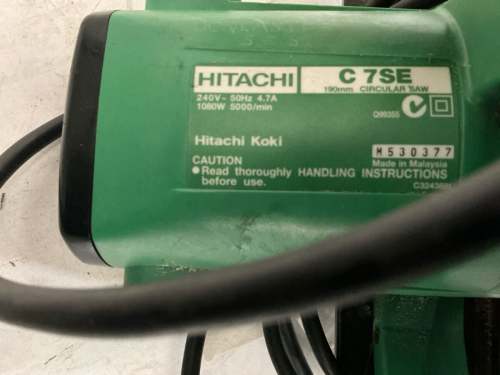 HITACHI
C 7SE
190mm CIRCULAR SAW
240V~ 50Hz 4.7A
1080W 5000/min
Q99355
Hitachi Koki
M530377
CAUTION
Made in Malaysia
● Read thoroughly HANDLING INSTRUCTIONS
before use.